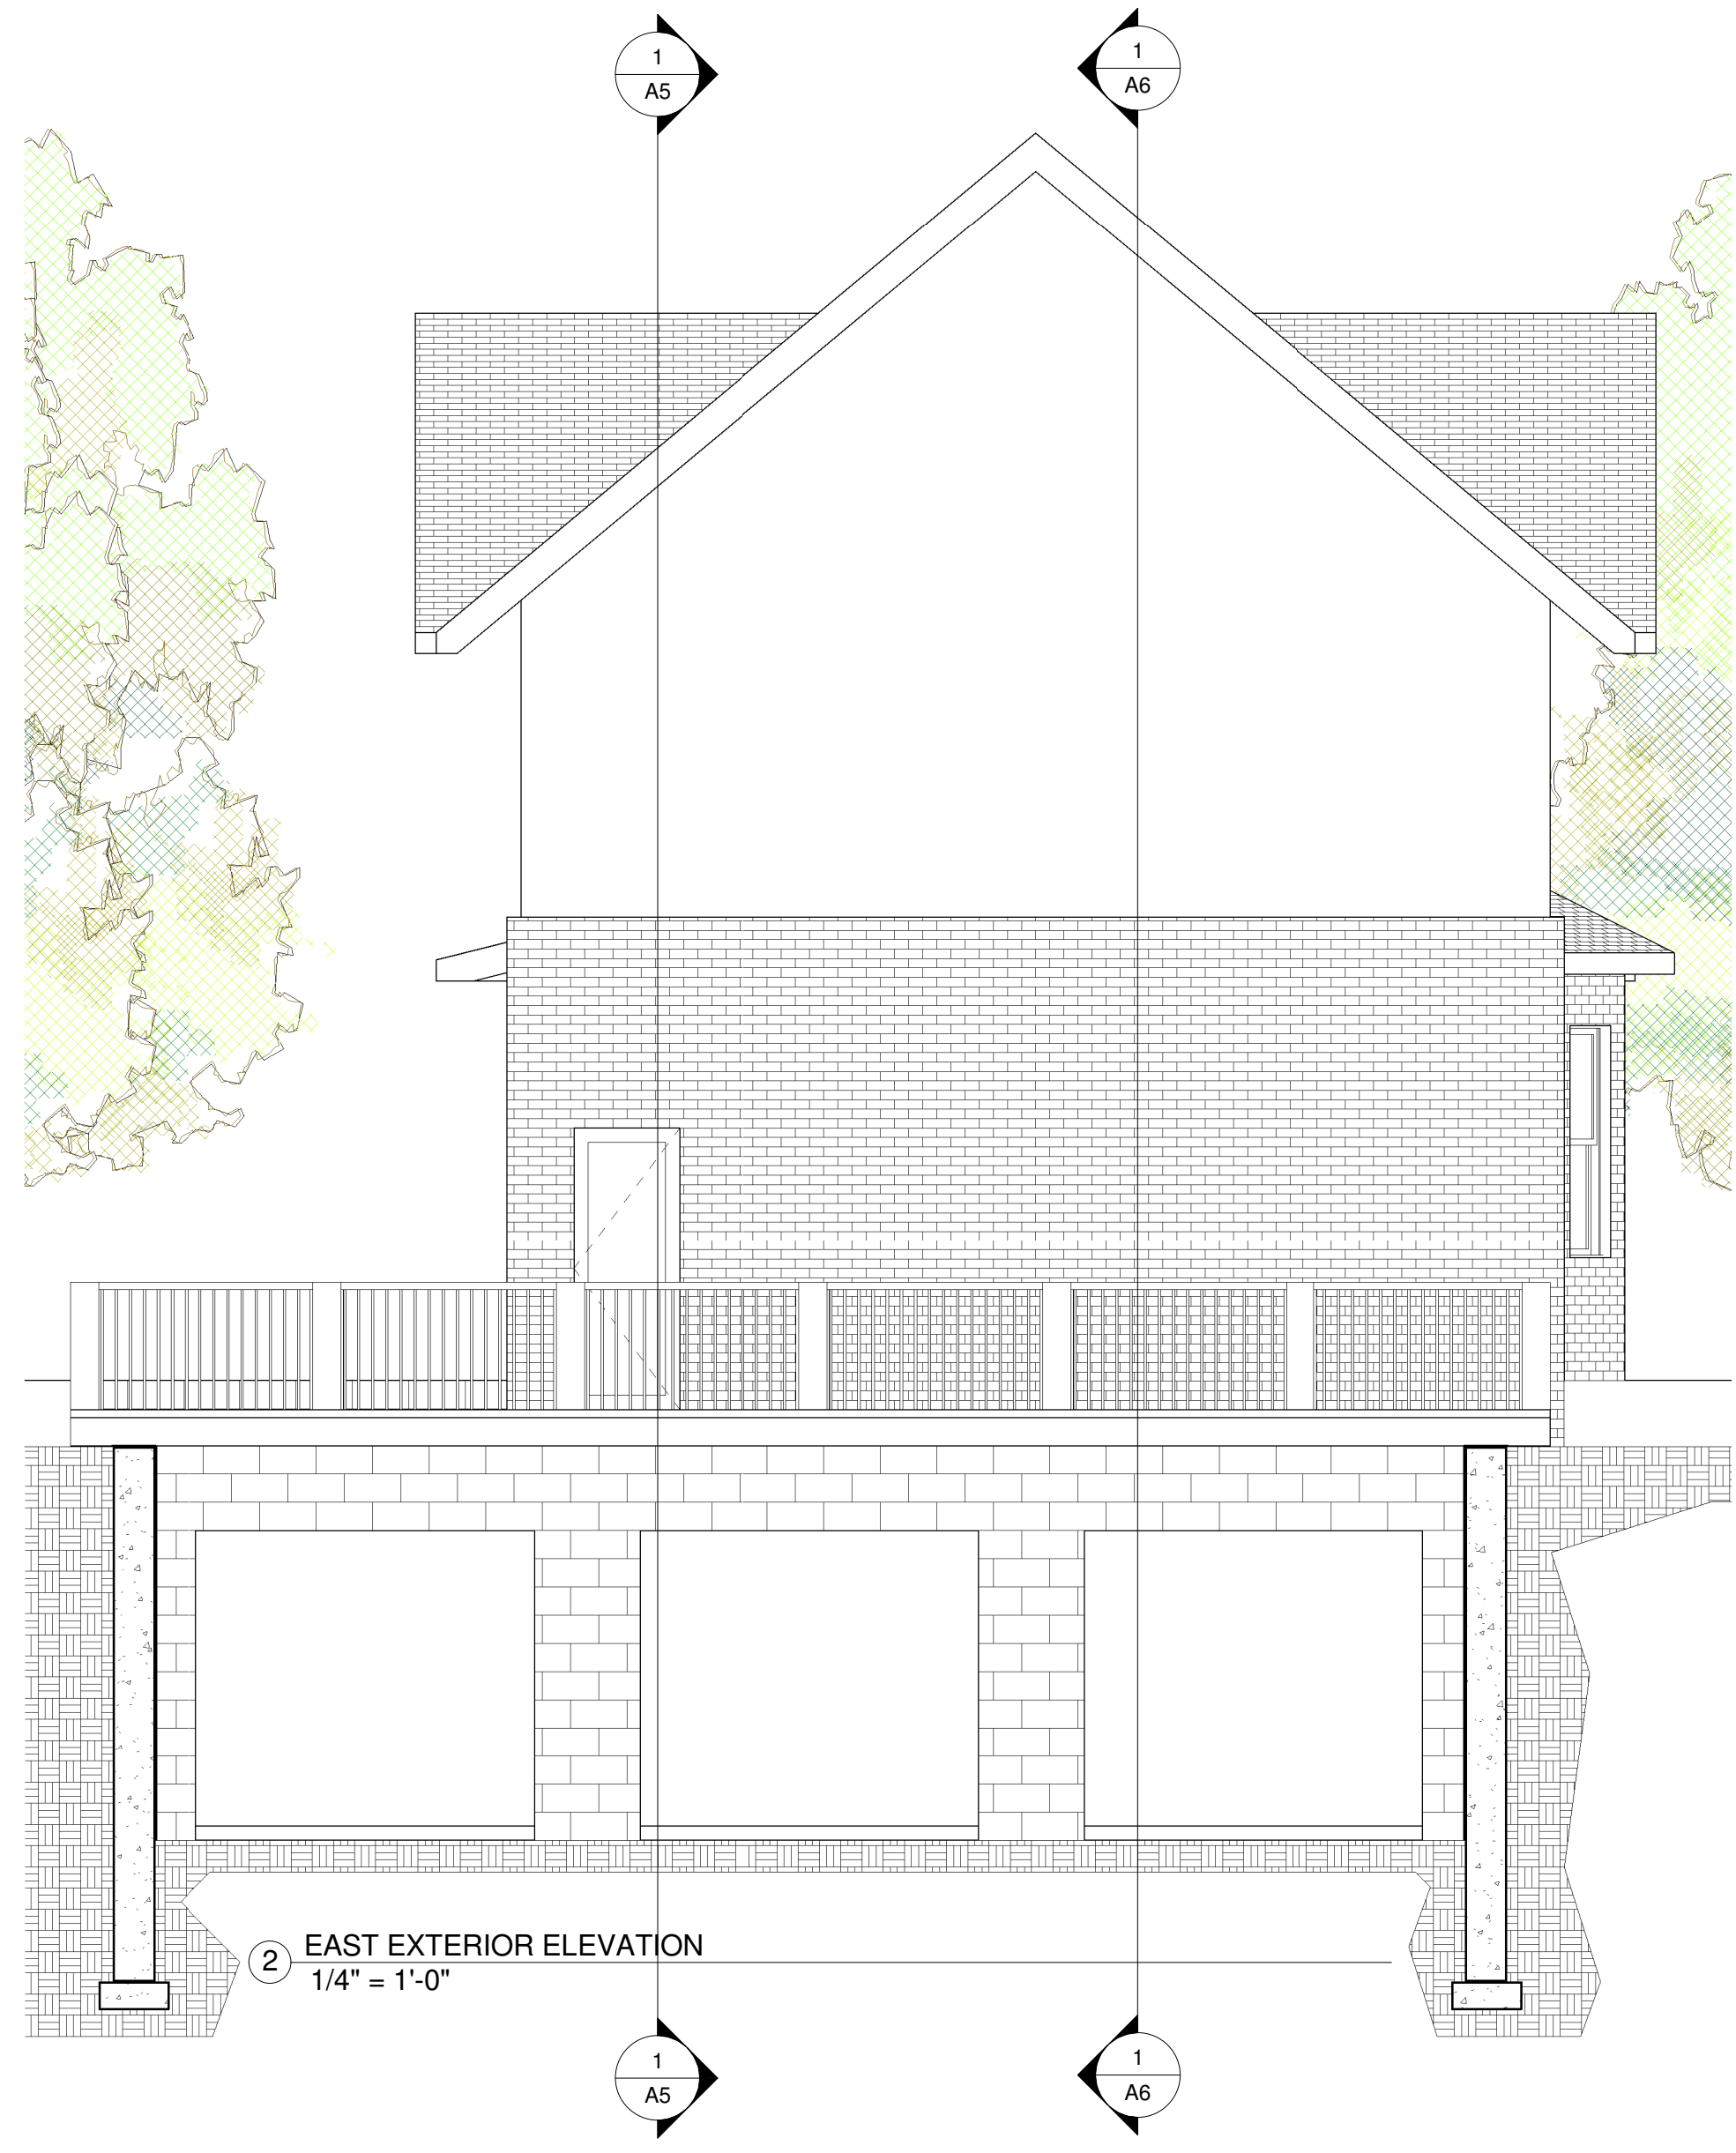 1
A5
1
A6
2
EAST EXTERIOR ELEVATION
1/4" = 1'-0"
1
A5
1
A6